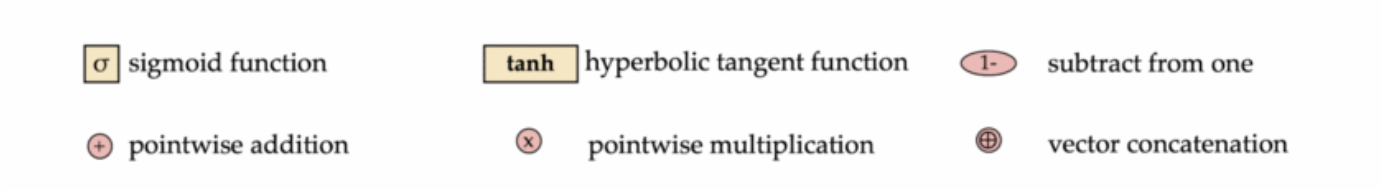 σ sigmoid function tanh hyperbolic tangent function 1- subtract from one
+ pointwise addition x pointwise multiplication ⊕ vector concatenation